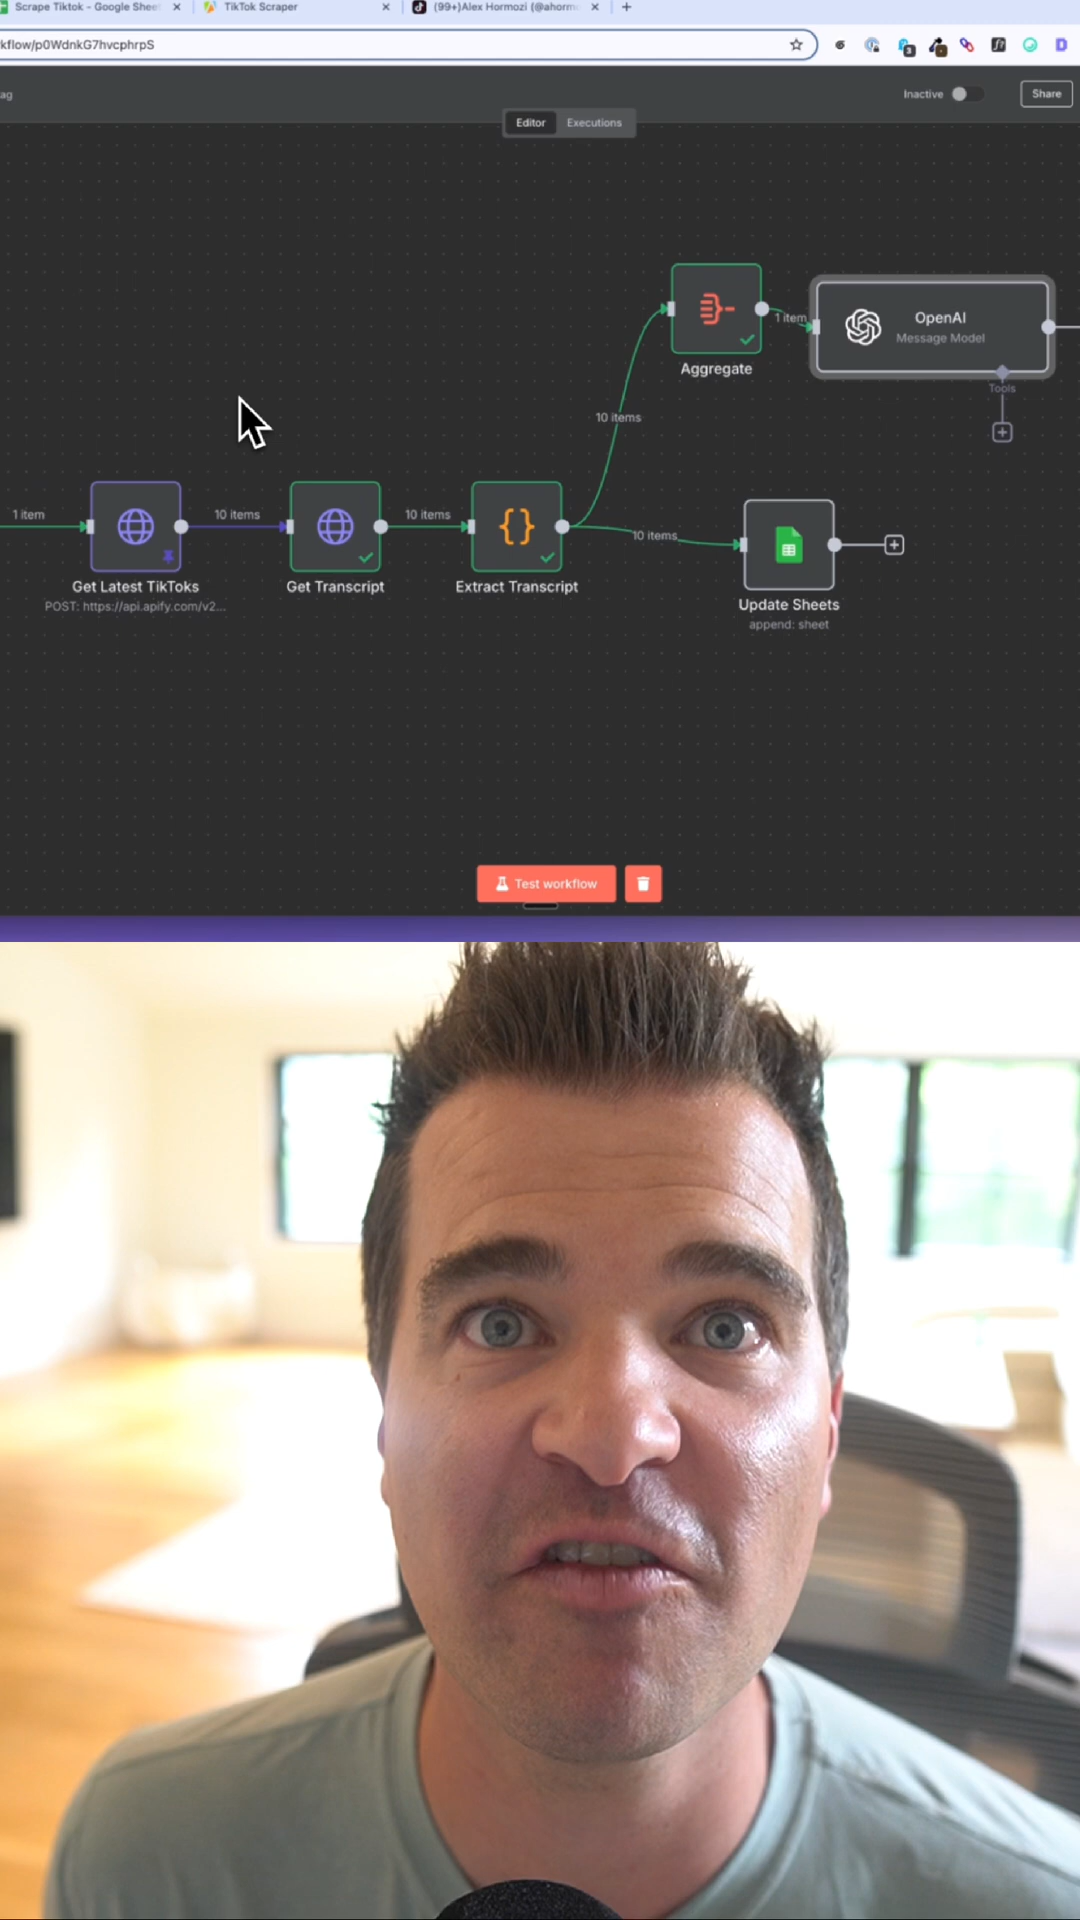 Scrape Tiktok - Google Shee
TikTok Scraper
(99+)Alex Hormozi (@ahorm
kflow/p0WdnkG7hvcphrpS
ag
Inactive
Share
Editor
Executions
1 item
OpenAI
Message Model
Aggregate
Tools
10 items
1 item
10 items
10 items
10 items
Get Latest TikToks
POST: https://api.apify.com/v2...
Get Transcript
Extract Transcript
Update Sheets
append: sheet
Test workflow